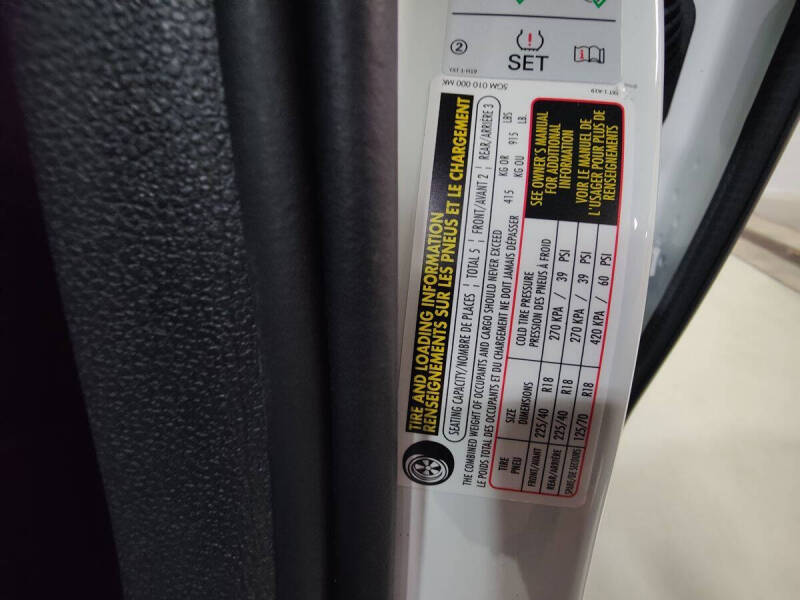 ②
SET
5GM 010 000 MK
TIRE AND LOADING INFORMATION
RENSEIGNEMENTS SUR LES PNEUS ET LE CHARGEMENT
SEATING CAPACITY/NOMBRE DE PLACES | TOTAL 5 | FRONT/AVANT 2 | REAR/ARRIÈRE 3
THE COMBINED WEIGHT OF OCCUPANTS AND CARGO SHOULD NEVER EXCEED 415 KG OR 915 LBS
LE POIDS TOTAL DES OCCUPANTS ET DU CHARGEMENT NE DOIT JAMAIS DÉPASSER KG OU LB.
TIRE SIZE COLD TIRE PRESSURE
PNEU DIMENSIONS PRESSION DES PNEUS À FROID
FRONT/AVANT 225/40 R18 270 KPA / 39 PSI
REAR/ARRIÈRE 225/40 R18 270 KPA / 39 PSI
SPARE/DE SECOURS 125/70 R18 420 KPA / 60 PSI
SEE OWNER'S MANUAL
FOR ADDITIONAL
INFORMATION
VOIR LE MANUEL DE
L'USAGER POUR PLUS DE
RENSEIGNEMENTS